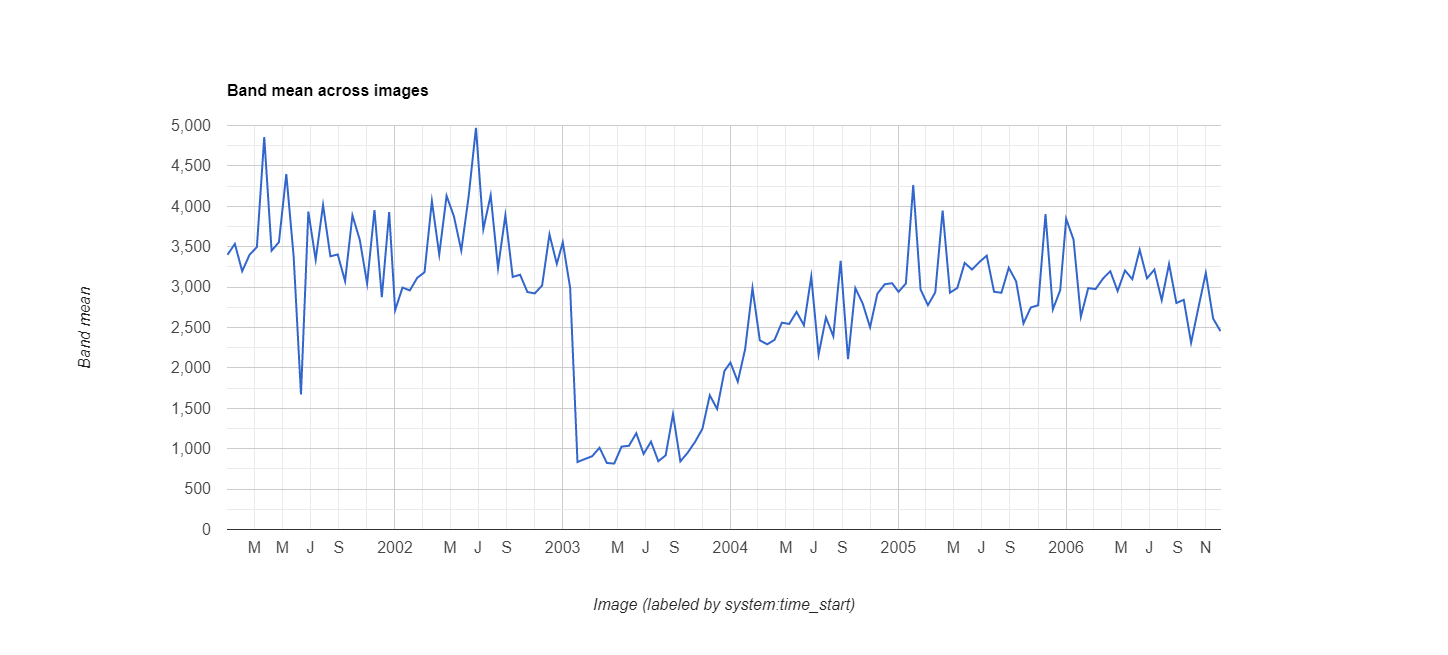 Band mean across images
5,000
4,500
4,000
3,500
3,000
2,500
2,000
1,500
1,000
500
0
Band mean
M M J S 2002 M J S 2003 M J S 2004 M J S 2005 M J S 2006 M J S N
Image (labeled by system:time_start)